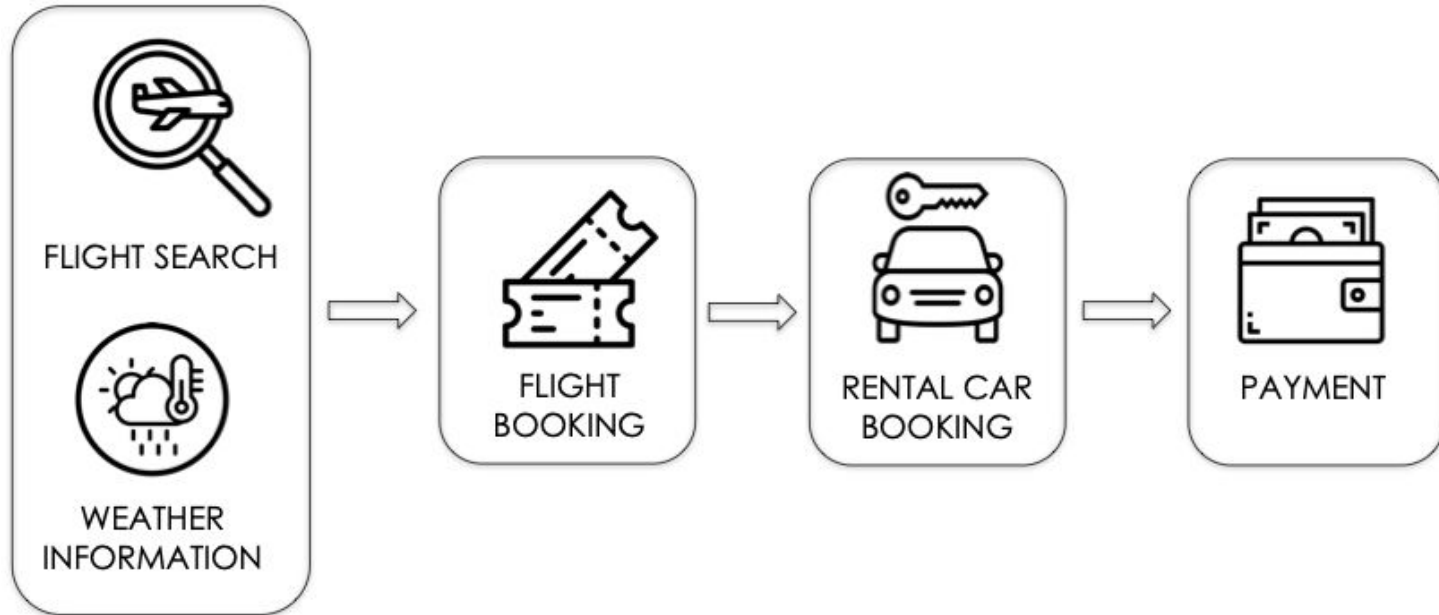 FLIGHT SEARCH
WEATHER
INFORMATION
FLIGHT
BOOKING
RENTAL CAR
BOOKING
PAYMENT